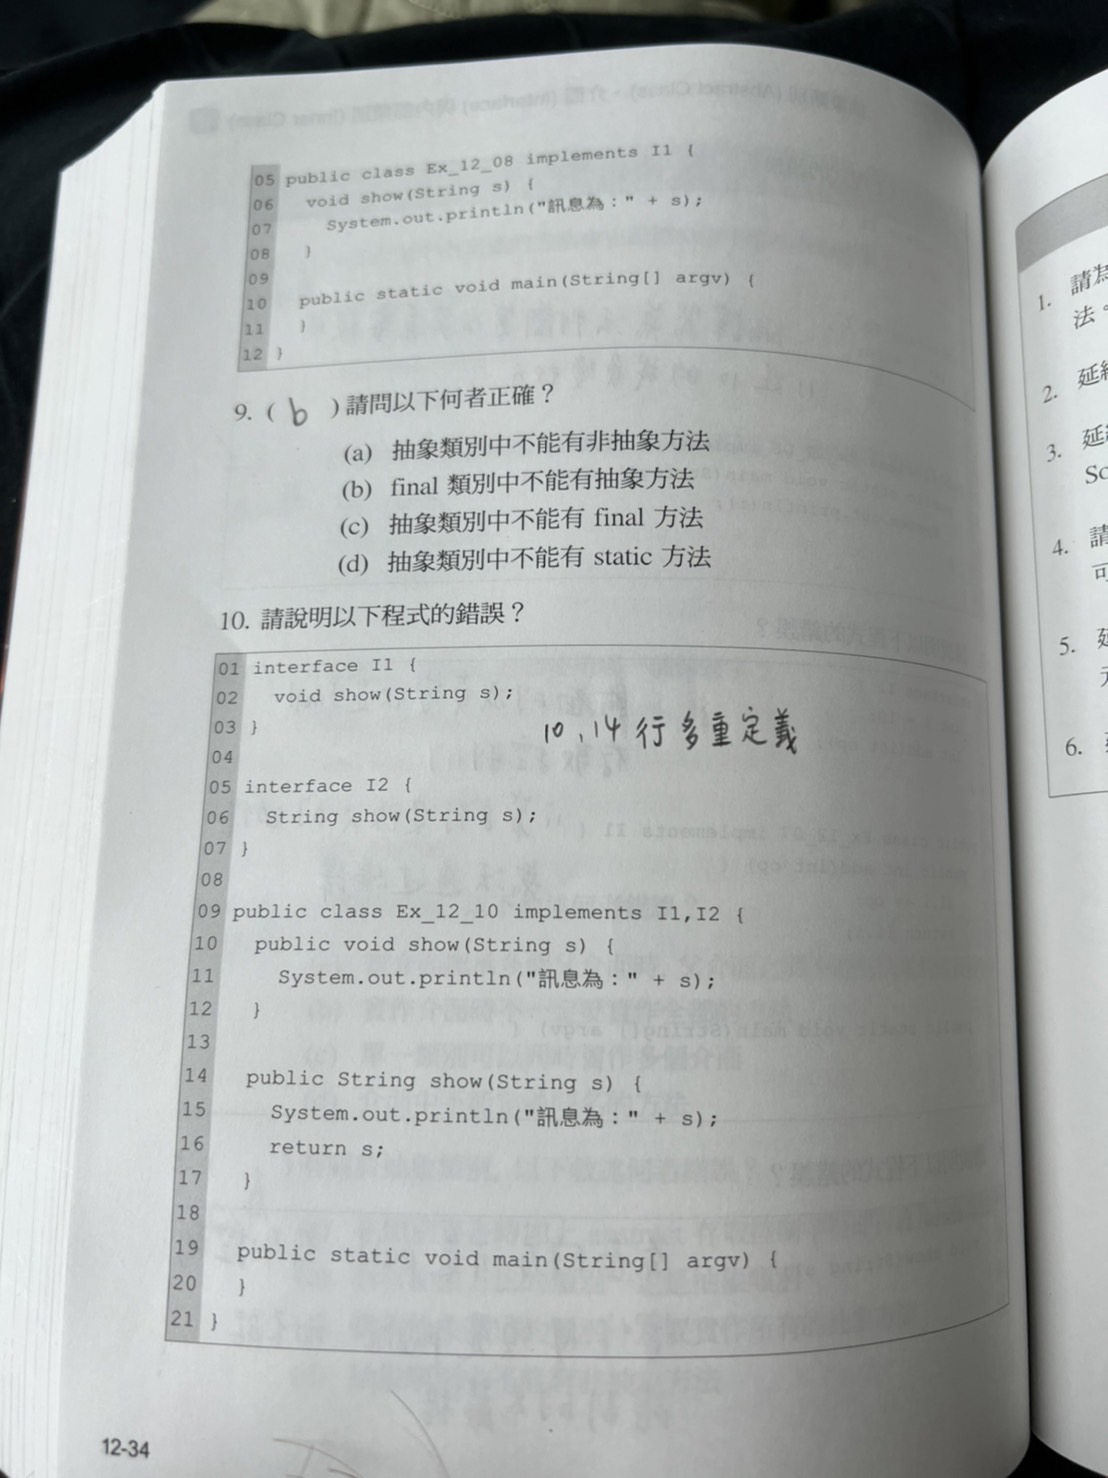 05 public class Ex_12_08 implements I1 {
06 void show(String s) {
07 System.out.println("訊息為：" + s);
08 }
09
10 public static void main(String[] argv) {
11 }
12 }
9. ( b ) 請問以下何者正確？
(a) 抽象類別中不能有非抽象方法
(b) final 類別中不能有抽象方法
(c) 抽象類別中不能有 final 方法
(d) 抽象類別中不能有 static 方法
10. 請說明以下程式的錯誤？
01 interface I1 {
02 void show(String s);
03 }
10、14 行多重定義
04
05 interface I2 {
06 String show(String s);
07 }
08
09 public class Ex_12_10 implements I1,I2 {
10 public void show(String s) {
11 System.out.println("訊息為：" + s);
12 }
13
14 public String show(String s) {
15 System.out.println("訊息為：" + s);
16 return s;
17 }
18
19 public static void main(String[] argv) {
20 }
21 }
12-34
1. 請為
法。
2. 延
3. 延
4. 請
可
5.
6.